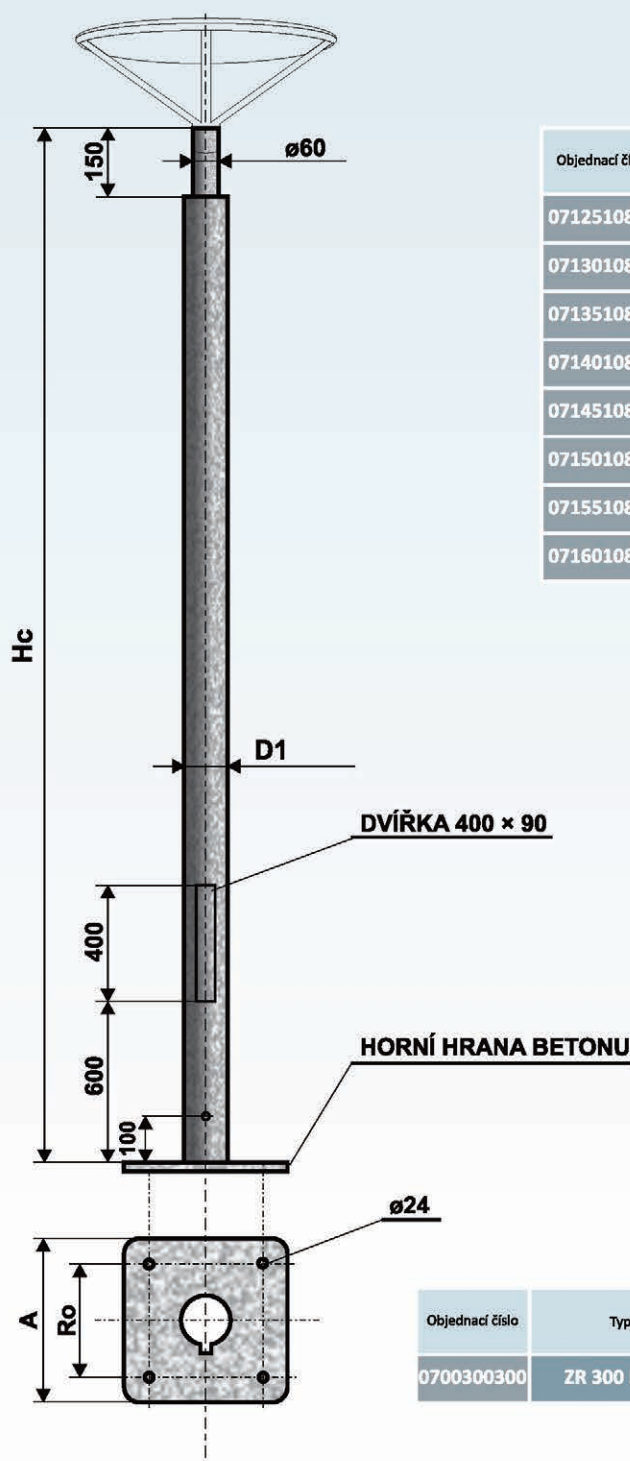 150
ø60
Objednací čí
07125108
07130108
07135108
07140108
07145108
07150108
07155108
07160108
Hc
D1
DVÍŘKA 400 × 90
400
600
HORNÍ HRANA BETONU
100
ø24
A
Ro
Objednací číslo Typ
0700300300 ZR 300